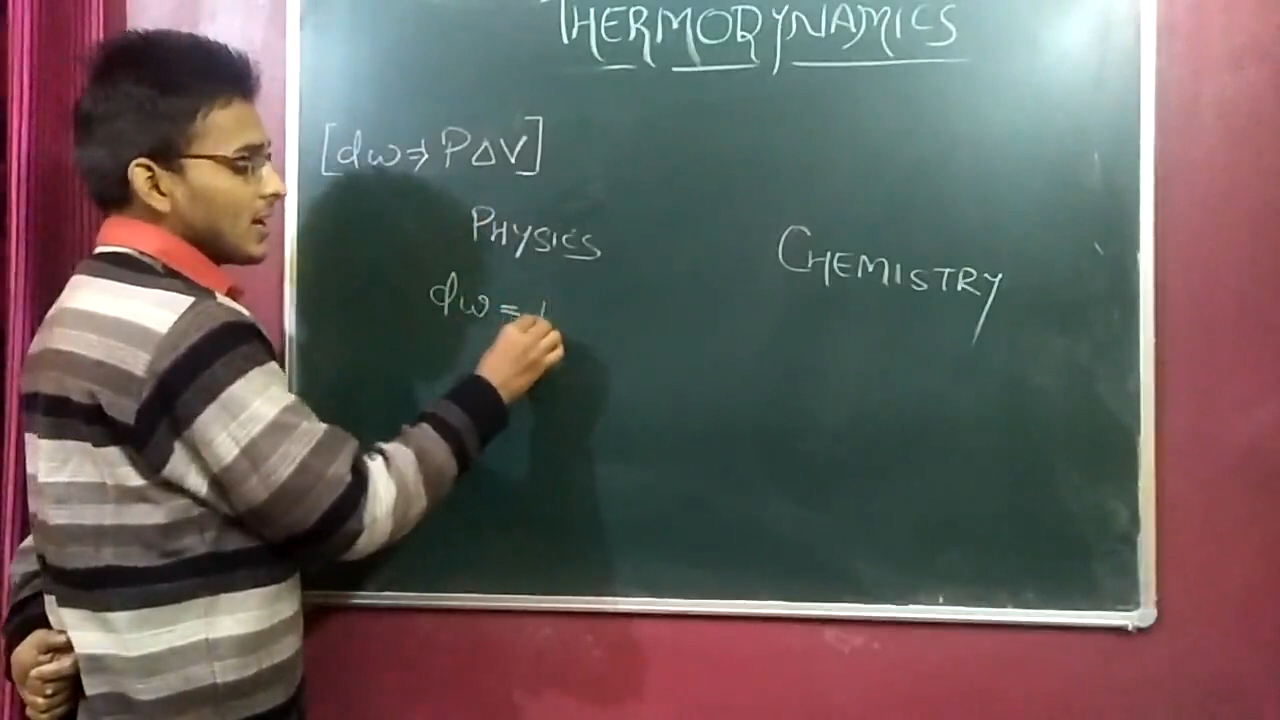 THERMODYNAMICS
[dw⇒ PΔV]
PHYSICS
CHEMISTRY
dw =